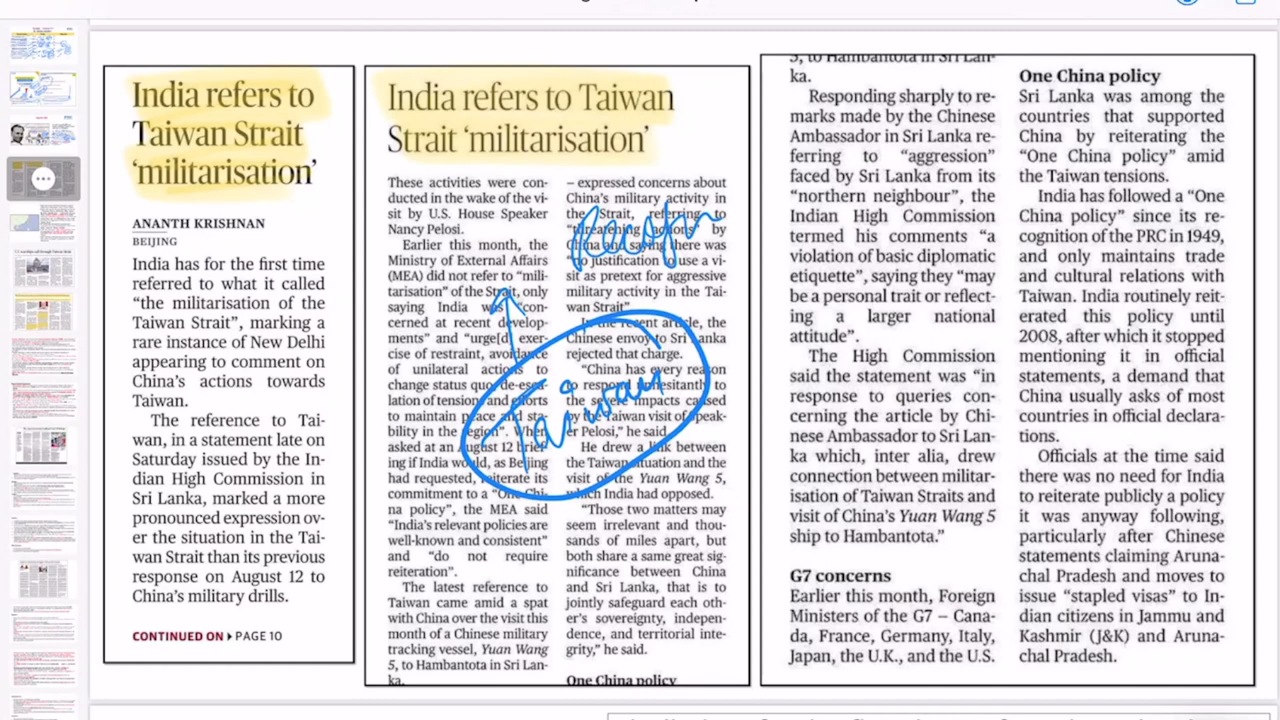 India refers to
Taiwan Strait
‘militarisation’
ANANTH KRISHNAN
BEIJING
India has for the first time
referred to what it called
“the militarisation of the
Taiwan Strait”, marking a
rare instance of New Delhi
appearing to criticise
China’s actions towards
Taiwan.
The reference to Tai-
wan, in a statement late on
Saturday issued by the In-
dian High Commission in
Sri Lanka, marked a more
pronounced expression ov-
er the situation in the Tai-
wan Strait than its previous
response on August 12 to
China’s military drills.
CONTINUED ON PAGE 10
India refers to Taiwan
Strait ‘militarisation’
These activities were con-
ducted in the wake of the vi-
sit by U.S. House Speaker
Nancy Pelosi.
Earlier this month, the
Ministry of External Affairs
(MEA) did not refer to “mili-
tarisation” of the Strait, only
saying India was “con-
cerned at recent develop-
ments” and urged “exer-
cise of restraint, avoidance
of unilateral actions to
change status quo, de-esca-
lation of tensions and efforts
to maintain peace and sta-
bility in the region”. When
asked at an August 12 brief-
ing if India would, as Beijing
had requested, reiterate its
commitment to a “One Chi-
na policy”, the MEA said
“India’s relevant policies are
well-known and consistent”
and “do not require
reiteration”.
The latest reference to
Taiwan came amid a spat
with China over the visit this
month of a Chinese military
tracking vessel, Yuan Wang
5, to Hambantota in Sri Lan-
ka.
– expressed concerns about
China’s military activity in
the Strait, referring to
“threatening actions” by
China and saying there was
“no justification to use a vi-
sit as pretext for aggressive
military activity in the Tai-
wan Strait”.
In the recent article, the
Chinese envoy to Sri Lanka
rejected the charge.
“China has every reason
to respond unhesitantly to
the severe impacts caused
by Taiwan visit of Speak-
er Pelosi,” he said.
He drew a link between
the Taiwan situation and the
visit of the Yuan Wang 5
which India had opposed.
“Those two matters may
seem irrelevant and thou-
sands of miles apart, but
both share a same great sig-
nificance between China
and Sri Lanka, that is to
jointly safeguard each oth-
er’s sovereignty, indepen-
dence, and territorial inte-
grity,” he said.
One China policy
Taiwan
5, to Hambantota in Sri Lan-
ka.
Responding sharply to re-
marks made by the Chinese
Ambassador in Sri Lanka re-
ferring to “aggression”
faced by Sri Lanka from its
“northern neighbour”, the
Indian High Commission
termed his comments “a
violation of basic diplomatic
etiquette”, saying they “may
be a personal trait or reflect-
ing a larger national
attitude”.
The High Commission
said the statement was “in
response to a query con-
cerning the article by Chi-
nese Ambassador to Sri Lan-
ka which, inter alia, drew
connection between militar-
isation of Taiwan Straits and
visit of China’s Yuan Wang 5
ship to Hambantota”.
G7 concerns
Earlier this month, Foreign
Ministers of G7 – Cana-
da, France, Germany, Italy,
Japan, the U.K. and the U.S.
One China policy
Sri Lanka was among the
countries that supported
China by reiterating the
“One China policy” amid
the Taiwan tensions.
India has followed a “One
China policy” since its re-
cognition of the PRC in 1949,
and only maintains trade
and cultural relations with
Taiwan. India routinely reit-
erated this policy until
2008, after which it stopped
mentioning it in official
statements, a demand that
China usually asks of most
countries in official declara-
tions.
Officials at the time said
there was no need for India
to reiterate publicly a policy
it was anyway following,
particularly after Chinese
statements claiming Aruna-
chal Pradesh and moves to
issue “stapled visas” to In-
dian citizens in Jammu and
Kashmir (J&K) and Aruna-
chal Pradesh.